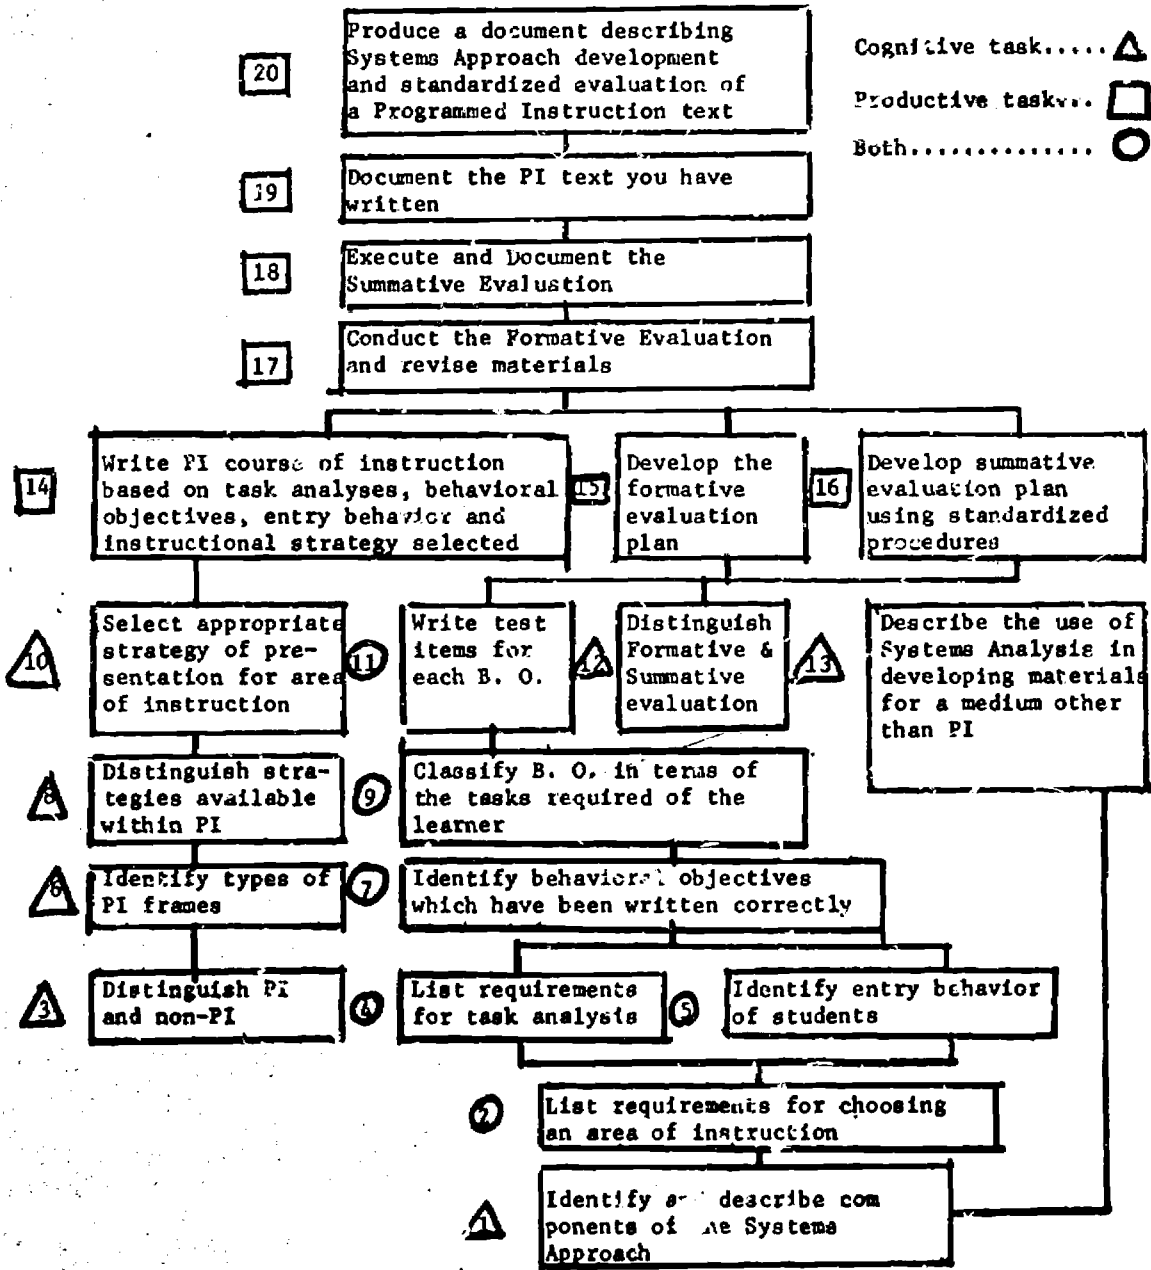 Produce a document describing
Systems Approach development
and standardized evaluation of
a Programmed Instruction text
20
Cognitive task.....
Productive task...
Both..............
19
Document the PI text you have
written
18
Execute and Document the
Summative Evaluation
17
Conduct the Formative Evaluation
and revise materials
14
Write PI course of instruction
based on task analyses, behavioral
objectives, entry behavior and
instructional strategy selected
15
Develop the
formative
evaluation
plan
16
Develop summative
evaluation plan
using standardized
procedures
10
Select appropriate
strategy of pre-
sentation for area
of instruction
11
Write test
items for
each B. O.
12
Distinguish
Formative &
Summative
evaluation
13
Describe the use of
Systems Analysis in
developing materials
for a medium other
than PI
8
Distinguish stra-
tegies available
within PI
9
Classify B. O. in terms of
the tasks required of the
learner
6
Identify types of
PI frames
7
Identify behavioral objectives
which have been written correctly
3
Distinguish PI
and non-PI
4
List requirements
for task analysis
5
Identify entry behavior
of students
2
List requirements for choosing
an area of instruction
1
Identify describe com
ponents of the Systems
Approach